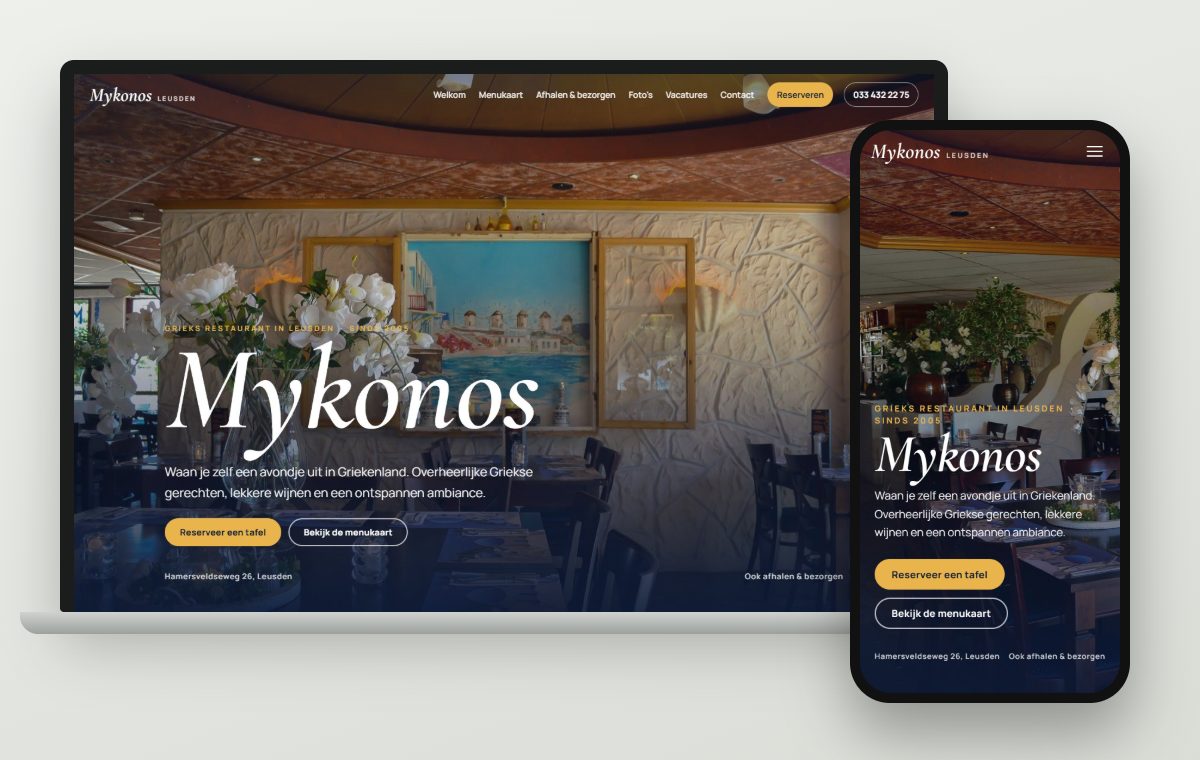 Mykonos LEUSDEN
Welkom Menukaart Afhalen & bezorgen Foto's Vacatures Contact Reserveren 033 432 22 75
GRIEKS RESTAURANT IN LEUSDEN SINDS 2005
Mykonos
Waan je zelf een avondje uit in Griekenland. Overheerlijke Griekse
gerechten, lekkere wijnen en een ontspannen ambiance.
Reserveer een tafel Bekijk de menukaart
Hamersveldseweg 26, Leusden Ook afhalen & bezorgen
Mykonos LEUSDEN
GRIEKS RESTAURANT IN LEUSDEN
SINDS 2005
Mykonos
Waan je zelf een avondje uit in Griekenland.
Overheerlijke Griekse gerechten, lekkere
wijnen en een ontspannen ambiance.
Reserveer een tafel
Bekijk de menukaart
Hamersveldseweg 26, Leusden Ook afhalen & bezorgen